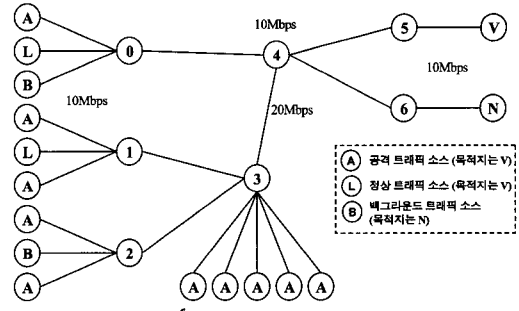 A
L
B
0
10Mbps
4
5
V
10Mbps
6
N
10Mbps
A
L
A
1
20Mbps
3
A
B
A
2
A
A
A
A
A
A 공격 트래픽 소스 (목적지는 V)
L 정상 트래픽 소스 (목적지는 V)
B 백그라운드 트래픽 소스
(목적지는 N)